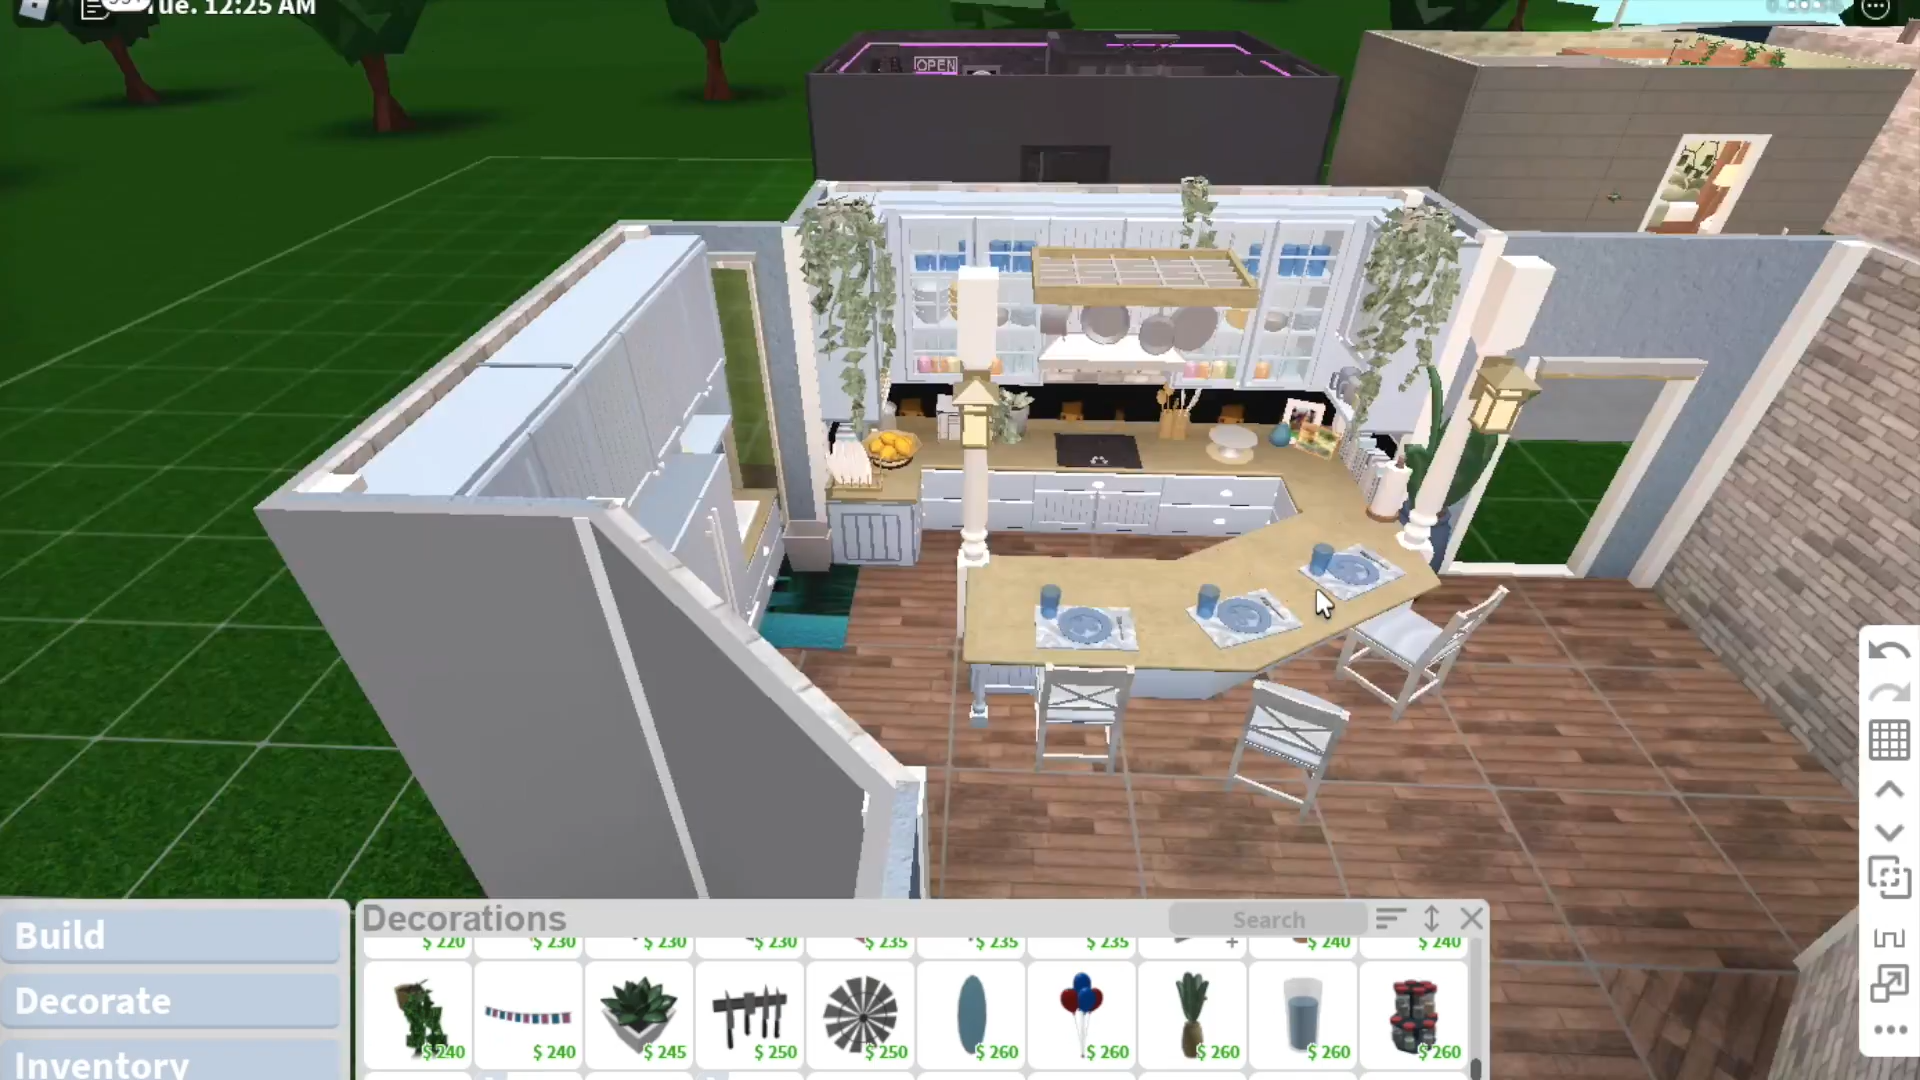 Tue. 12:25 AM
OPEN
Build
Decorate
Inventory
Decorations
Search
$ 220 $ 230 $ 230 $ 230 $ 235 $ 235 $ 235 + $ 240 $ 240
$ 240 $ 240 $ 245 $ 250 $ 250 $ 260 $ 260 $ 260 $ 260 $ 260